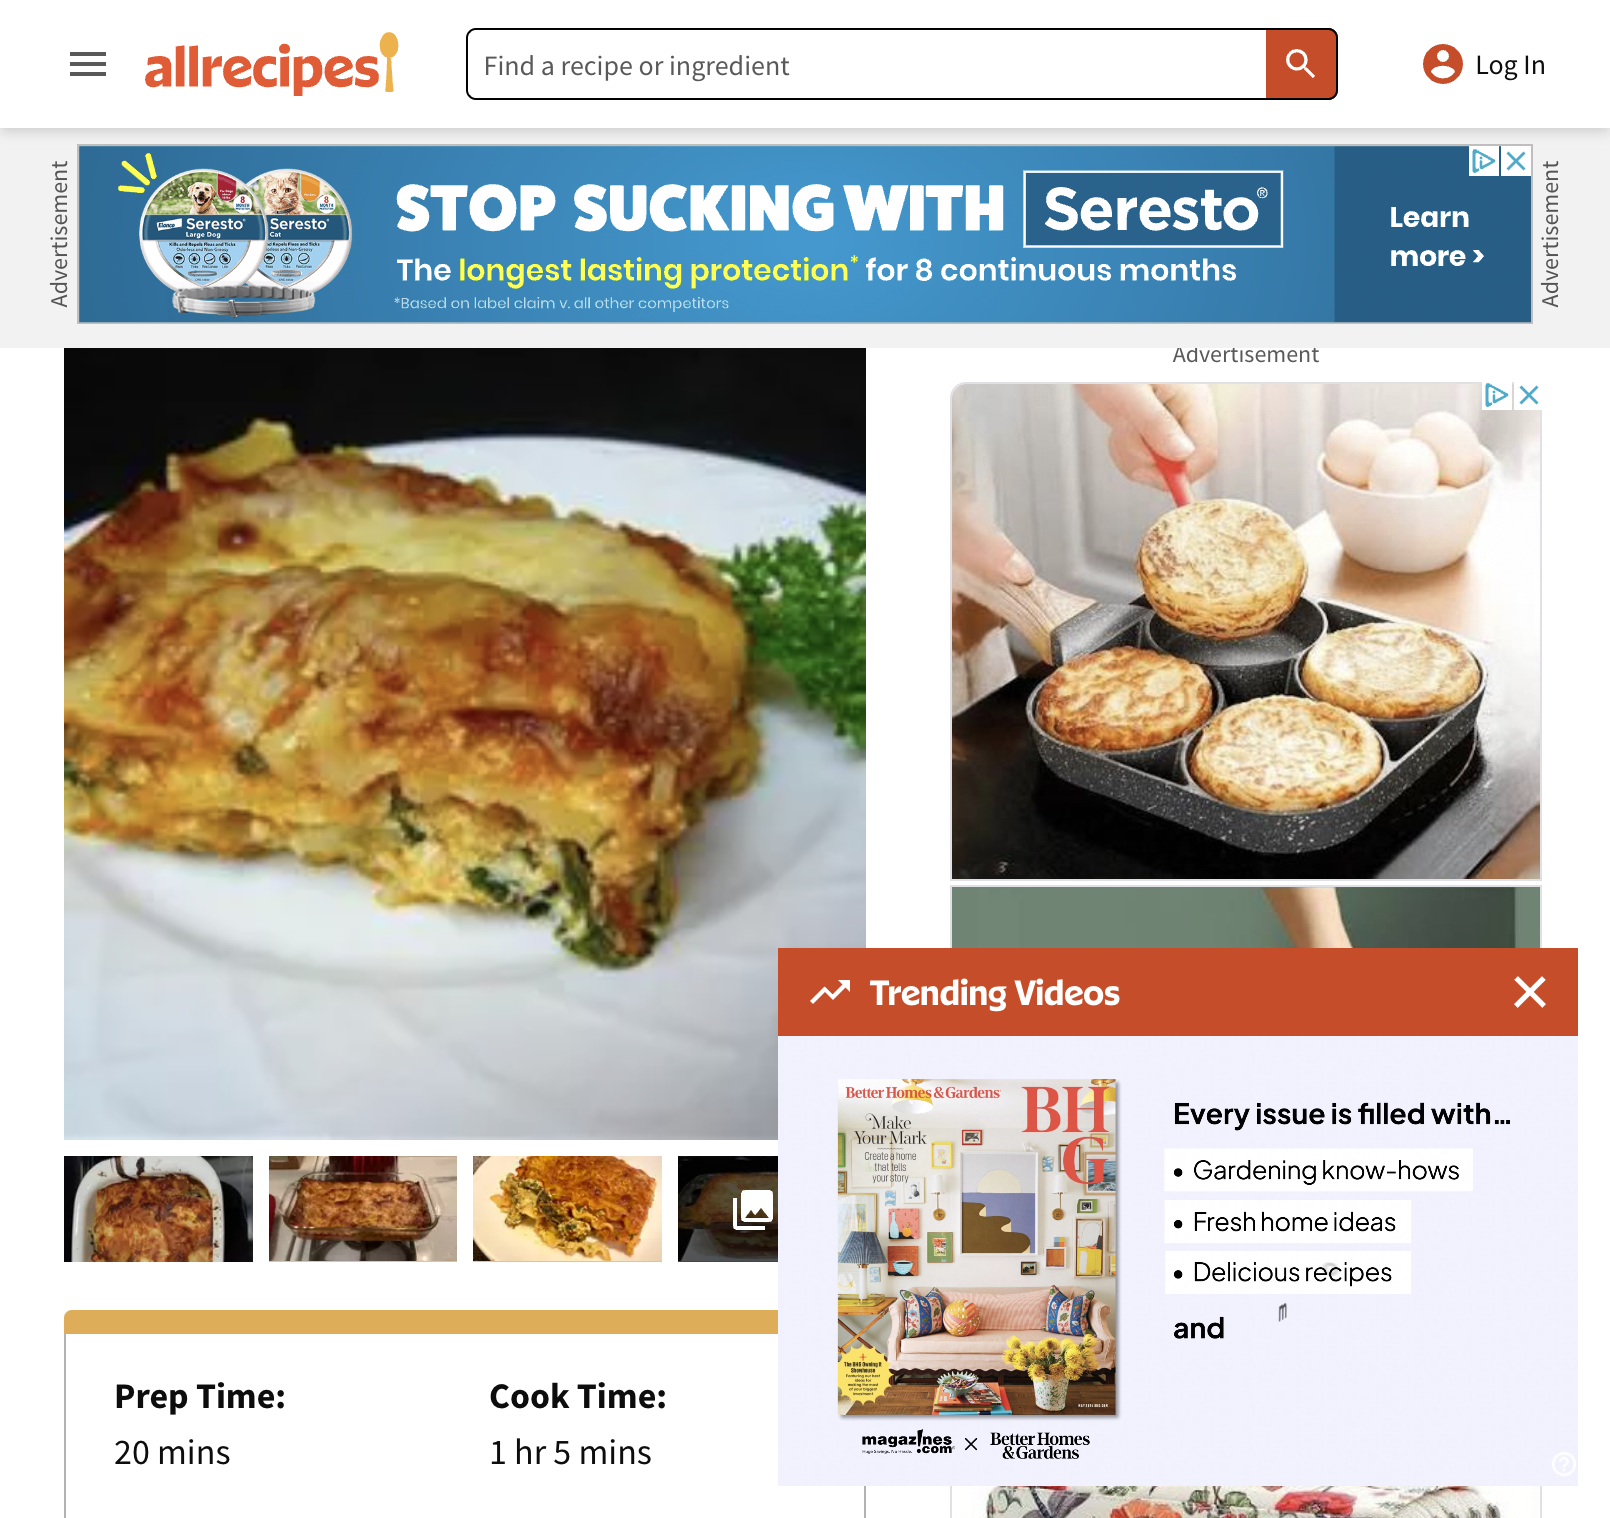 allrecipes
Find a recipe or ingredient
Log In
Advertisement
Seresto
Large Dog
Seresto
Cat
STOP SUCKING WITH Seresto®
The longest lasting protection* for 8 continuous months
*Based on label claim v. all other competitors
Learn
more >
Advertisement
Advertisement
Trending Videos
Better Homes & Gardens
BH
G
Make
Your Mark
Create a home
that tells
your story
Every issue is filled with...
• Gardening know-hows
• Fresh home ideas
• Delicious recipes
and
magazines
.com
×
Better Homes
& Gardens
Prep Time:
20 mins
Cook Time:
1 hr 5 mins